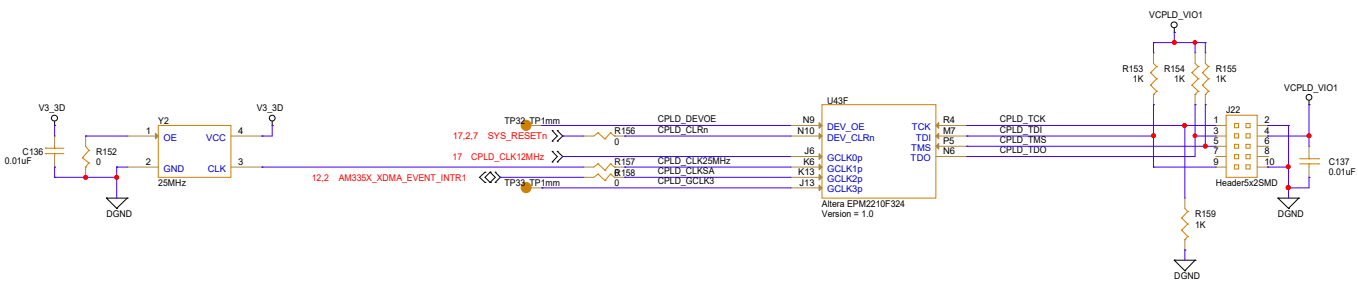 VCPLD_VIO1
R153
1K
R154
1K
R155
1K
V3_3D
C136
0.01uF
R152
0
DGND
Y2
1
OE
VCC
4
2
GND
CLK
3
25MHz
V3_3D
TP32 TP1mm
17,2,7 SYS_RESETn
R156
0
CPLD_DEVOE
CPLD_CLRn
17 CPLD_CLK12MHz
R157
0
CPLD_CLK25MHz
12,2 AM335X_XDMA_EVENT_INTR1
R158
0
CPLD_CLKSA
TP33 TP1mm
CPLD_GCLK3
U43F
N9
DEV_OE
N10
DEV_CLRn
J6
GCLK0p
K6
GCLK1p
K13
GCLK2p
J13
GCLK3p
TCK
R4
CPLD_TCK
TDI
M7
CPLD_TDI
TMS
P5
CPLD_TMS
TDO
N6
CPLD_TDO
Altera EPM2210F324
Version = 1.0
J22
1
2
3
4
5
6
7
8
9
10
Header5x2SMD
VCPLD_VIO1
C137
0.01uF
DGND
R159
1K
DGND